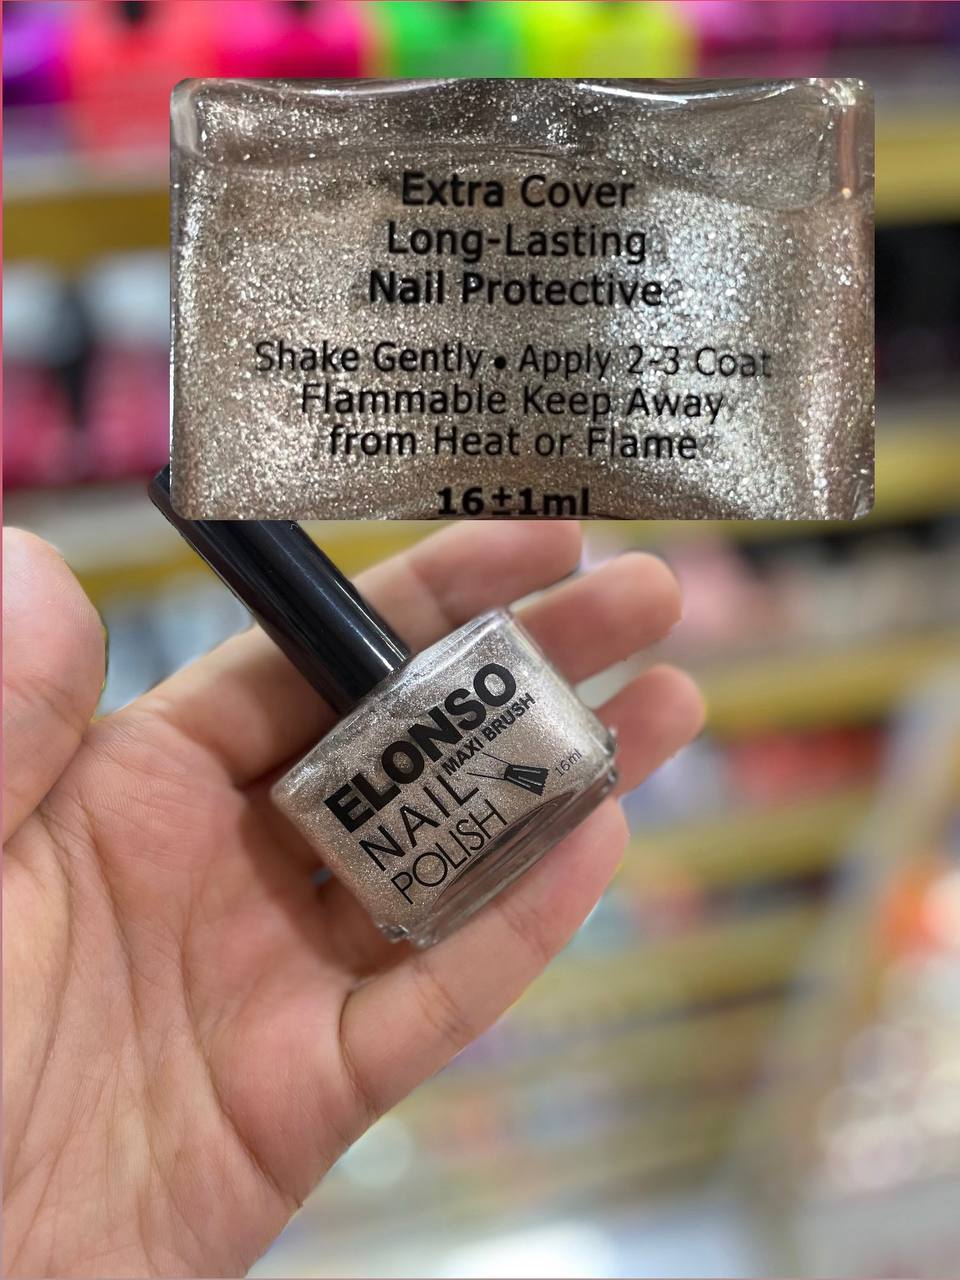 Extra Cover
Long-Lasting
Nail Protective
Shake Gently • Apply 2-3 Coat
Flammable Keep Away
from Heat or Flame
16±1ml
ELONSO
MAXI BRUSH
NAIL
16ml
POLISH